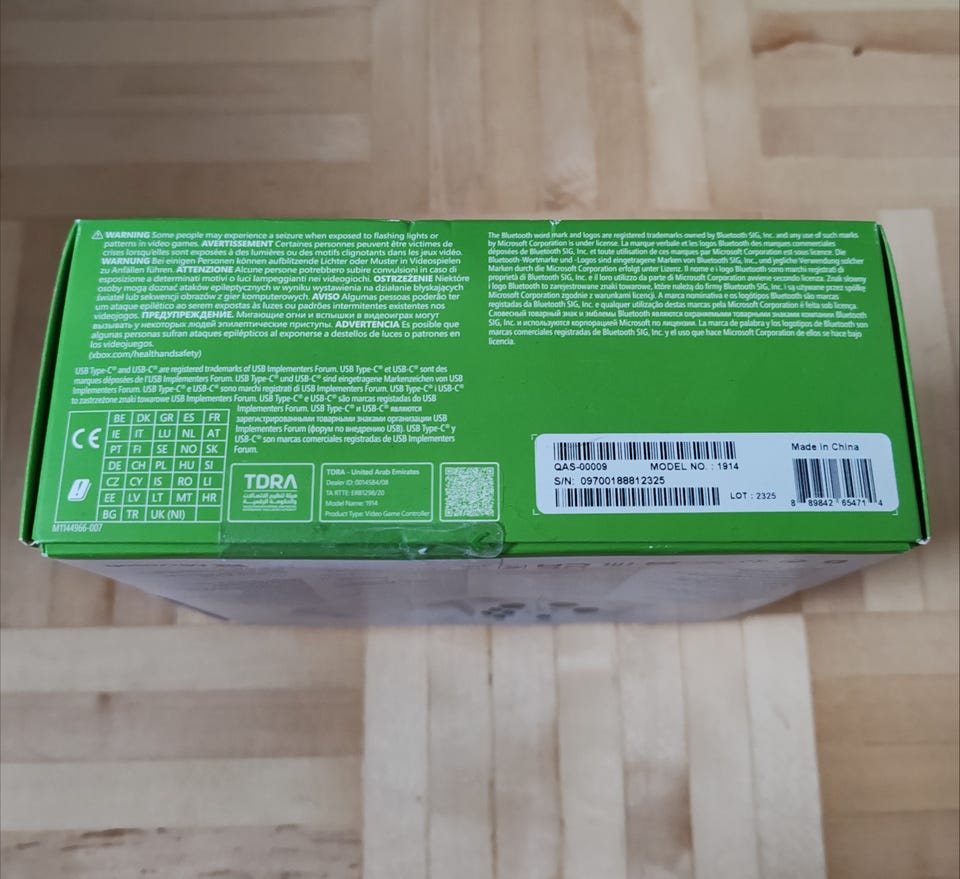 ⚠ WARNING Some people may experience a seizure when exposed to flashing lights or
patterns in video games. AVERTISSEMENT Certaines personnes peuvent être victimes de
crises lorsqu'elles sont exposées à des lumières ou des motifs clignotants dans les jeux vidéo.
WARNUNG Bei einigen Personen können aufblitzende Lichter oder Muster in Videospielen
zu Anfällen führen. ATTENZIONE Alcune persone potrebbero subire convulsioni in caso di
esposizione a determinati motivi o luci lampeggianti nei videogiochi. OSTRZEŻENIE Niektóre
osoby mogą doznać ataków epileptycznych w wyniku wystawienia na działanie błyskających
świateł lub sekwencji obrazów z gier komputerowych. AVISO Algumas pessoas poderão ter
um ataque epilético ao serem expostas às luzes ou padrões intermitentes existentes nos
videojogos. ПРЕДУПРЕЖДЕНИЕ. Мигающие огни и вспышки в видеоиграх могут
вызывать у некоторых людей эпилептические приступы. ADVERTENCIA Es posible que
algunas personas sufran ataques epilépticos al exponerse a destellos de luces o patrones en
los videojuegos.
(xbox.com/healthandsafety)
USB Type-C® and USB-C® are registered trademarks of USB Implementers Forum. USB Type-C® et USB-C® sont des
marques déposées de l'USB Implementers Forum. USB Type-C® und USB-C® sind eingetragene Markenzeichen von USB
Implementers Forum. USB Type-C® e USB-C® sono marchi registrati di USB Implementers Forum. USB Type-C® i USB-C®
to zastrzeżone znaki towarowe USB Implementers Forum. USB Type-C® e USB-C® são marcas registadas do USB
Implementers Forum. USB Type-C® и USB-C® являются
зарегистрированными товарными знаками организации USB
Implementers Forum (форум по внедрению USB). USB Type-C® y
USB-C® son marcas comerciales registradas de USB Implementers
Forum.
CE
BE DK GR ES FR
IE IT LU NL AT
PT FI SE NO SK
DE CH PL HU SI
CZ CY IS RO LI
EE LV LT MT HR
BG TR UK (NI)
M1144966-007
TDRA
هيئة تنظيم الاتصالات
والحكومة الرقمية
TDRA - United Arab Emirates
Dealer ID: 0014584/08
TA RTTE: ER81298/20
Model Name: 1914
Product Type: Video Game Controller
The Bluetooth word mark and logos are registered trademarks owned by Bluetooth SIG, Inc. and any use of such marks
by Microsoft Corporation is under license. La marque verbale et les logos Bluetooth des marques commerciales
déposées de Bluetooth SIG, Inc. et toute utilisation de ces marques par Microsoft Corporation est sous licence. Die
Bluetooth-Wortmarke und -Logos sind eingetragene Marken von Bluetooth SIG, Inc., und jegliche Verwendung solcher
Marken durch die Microsoft Corporation erfolgt unter Lizenz. Il nome e i logo Bluetooth sono marchi registrati di
proprietà di Bluetooth SIG, Inc. e il loro utilizzo da parte di Microsoft Corporation avviene secondo licenza. Znak słowny
i logo Bluetooth to zarejestrowane znaki towarowe, które należą do firmy Bluetooth SIG, Inc. i są używane przez spółkę
Microsoft Corporation zgodnie z warunkami licencji. A marca nominativa e os logótipos Bluetooth são marcas
registadas da Bluetooth SIG, Inc. e qualquer utilização destas marcas pela Microsoft Corporation é feita sob licença.
Словесный товарный знак и эмблемы Bluetooth являются охраняемыми товарными знаками компании Bluetooth
SIG, Inc. и используются корпорацией Microsoft по лицензии. La marca de palabra y los logotipos de Bluetooth son
marcas comerciales registradas de Bluetooth SIG, Inc. y el uso que hace Microsoft Corporation de ellos se hace bajo
licencia.
QAS-00009 MODEL NO. : 1914
S/N: 09700188812325
LOT : 2325
Made in China
8 89842 65471 4